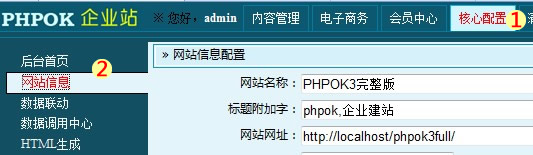 PHPOK 企业站 ※ 您好，admin 内容管理 电子商务 会员中心 核心配置 1
后台首页
网站信息 2
数据联动
数据调用中心
HTML生成
» 网站信息配置
网站名称： PHPOK3完整版
标题附加字： phpok,企业建站
网站网址： http://localhost/phpok3full/